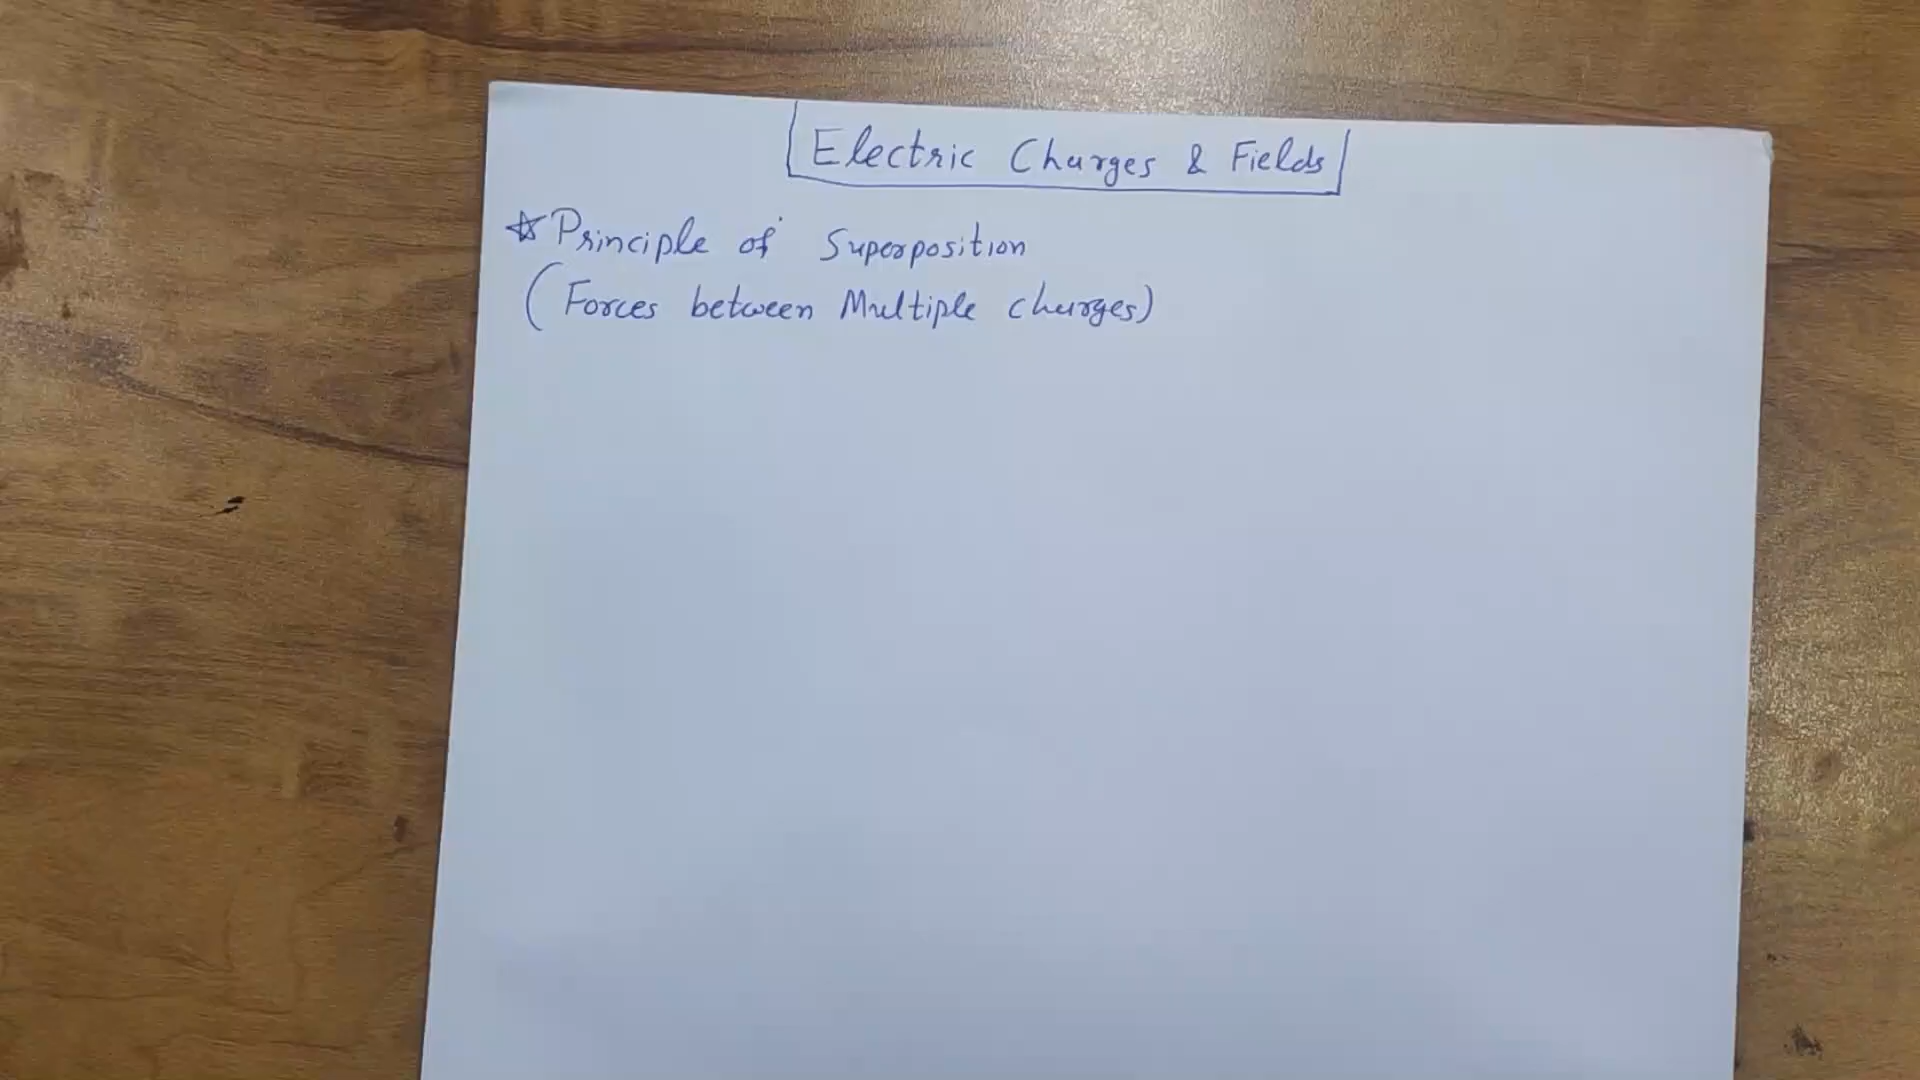 Electric Charges & Fields
☆ Principle of Superposition
(Forces between Multiple charges)